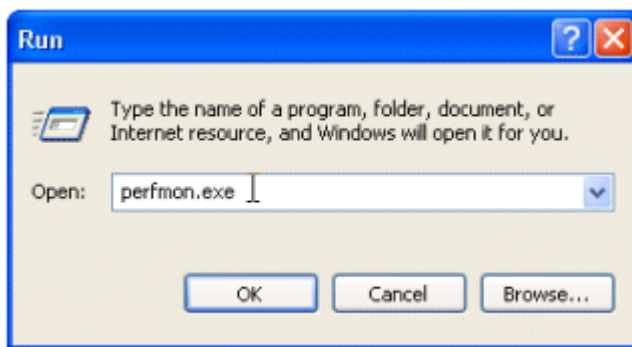 Run
Type the name of a program, folder, document, or
Internet resource, and Windows will open it for you.
Open: perfmon.exe
OK Cancel Browse...